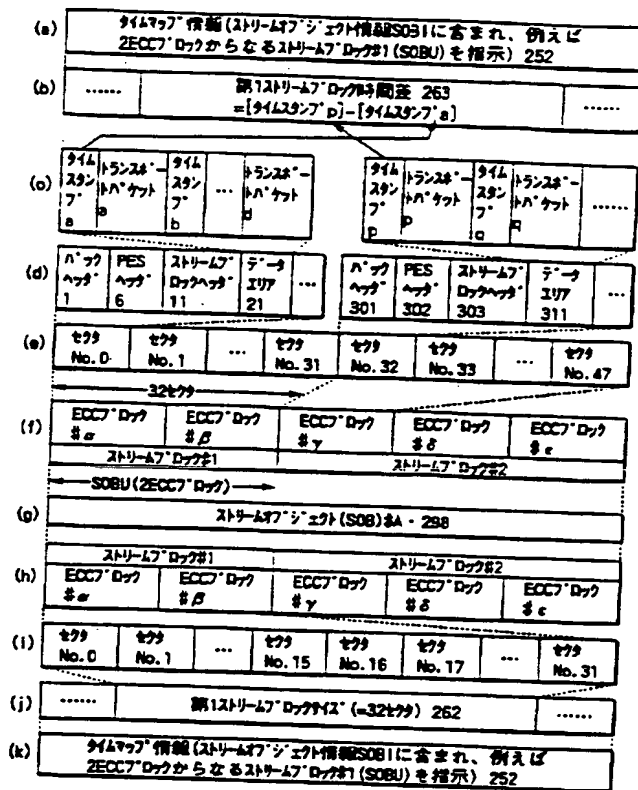 (a)
タイムマップ情報(ストリームオブジェクト情報SOBIに含まれ、例えば
2ECCブロックからなるストリームブロック#1(SOBU)を指示) 252
(b)
······ 第1ストリームブロック時間差 263 ······
=[タイムスタンプp]-[タイムスタンプa]
(c)
タイムスタンプa
トランスポートパケットa
タイムスタンプb
···
トランスポートパケットd
タイムスタンプp
トランスポートパケットp
タイムスタンプq
トランスポートパケットq
······
(d)
パックヘッダ1
PESヘッダ6
ストリームブロックヘッダ11
データエリア21
···
パックヘッダ301
PESヘッダ302
ストリームブロックヘッダ303
データエリア311
···
(e)
セクタNo.0
セクタNo.1
···
セクタNo.31
セクタNo.32
セクタNo.33
···
セクタNo.47
32セクタ
(f)
ECCブロック#α
ECCブロック#β
ECCブロック#γ
ECCブロック#δ
ECCブロック#ε
ストリームブロック#1
ストリームブロック#2
SOBU(2ECCブロック)
(g)
ストリームオブジェクト(SOB)#A・298
ストリームブロック#1
ストリームブロック#2
(h)
ECCブロック#α
ECCブロック#β
ECCブロック#γ
ECCブロック#δ
ECCブロック#ε
(i)
セクタNo.0
セクタNo.1
···
セクタNo.15
セクタNo.16
セクタNo.17
···
セクタNo.31
(j)
······ 第1ストリームブロックサイズ(=32セクタ) 262 ······
(k)
タイムマップ情報(ストリームオブジェクト情報SOBIに含まれ、例えば
2ECCブロックからなるストリームブロック#1(SOBU)を指示) 252